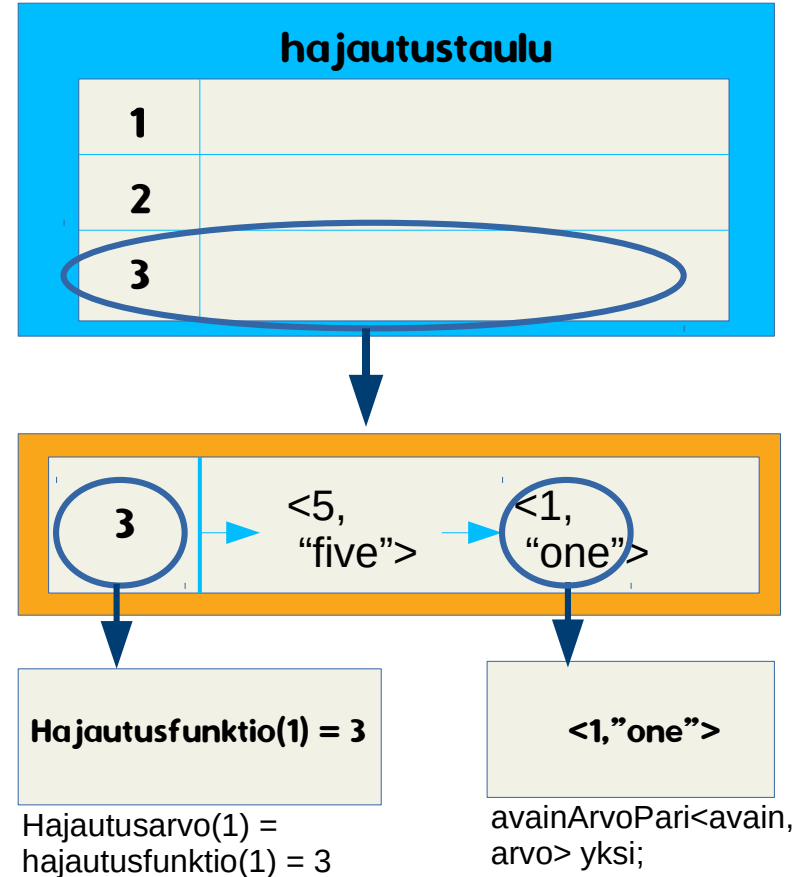 hajautustaulu
1
2
3
3
<5,
“five”>
<1,
“one”>
Hajautusfunktio(1) = 3
<1,”one”>
Hajautusarvo(1) =
hajautusfunktio(1) = 3
avainArvoPari<avain,
arvo> yksi;